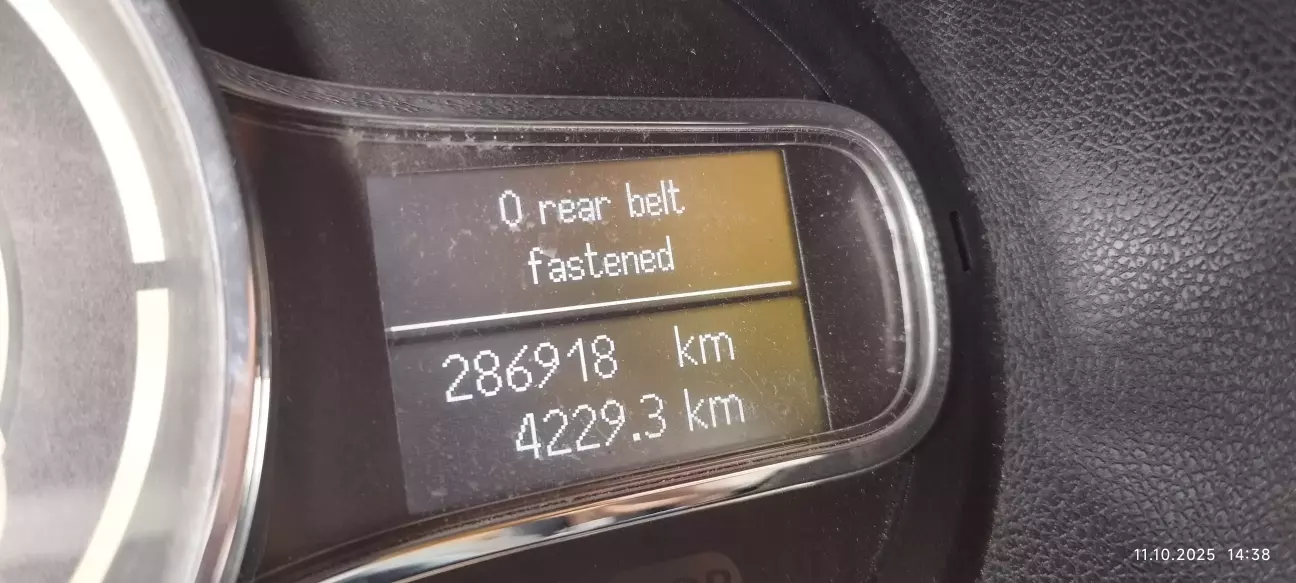 0 rear belt
fastened
286918 km
4229.3 km
11.10.2025 14:38